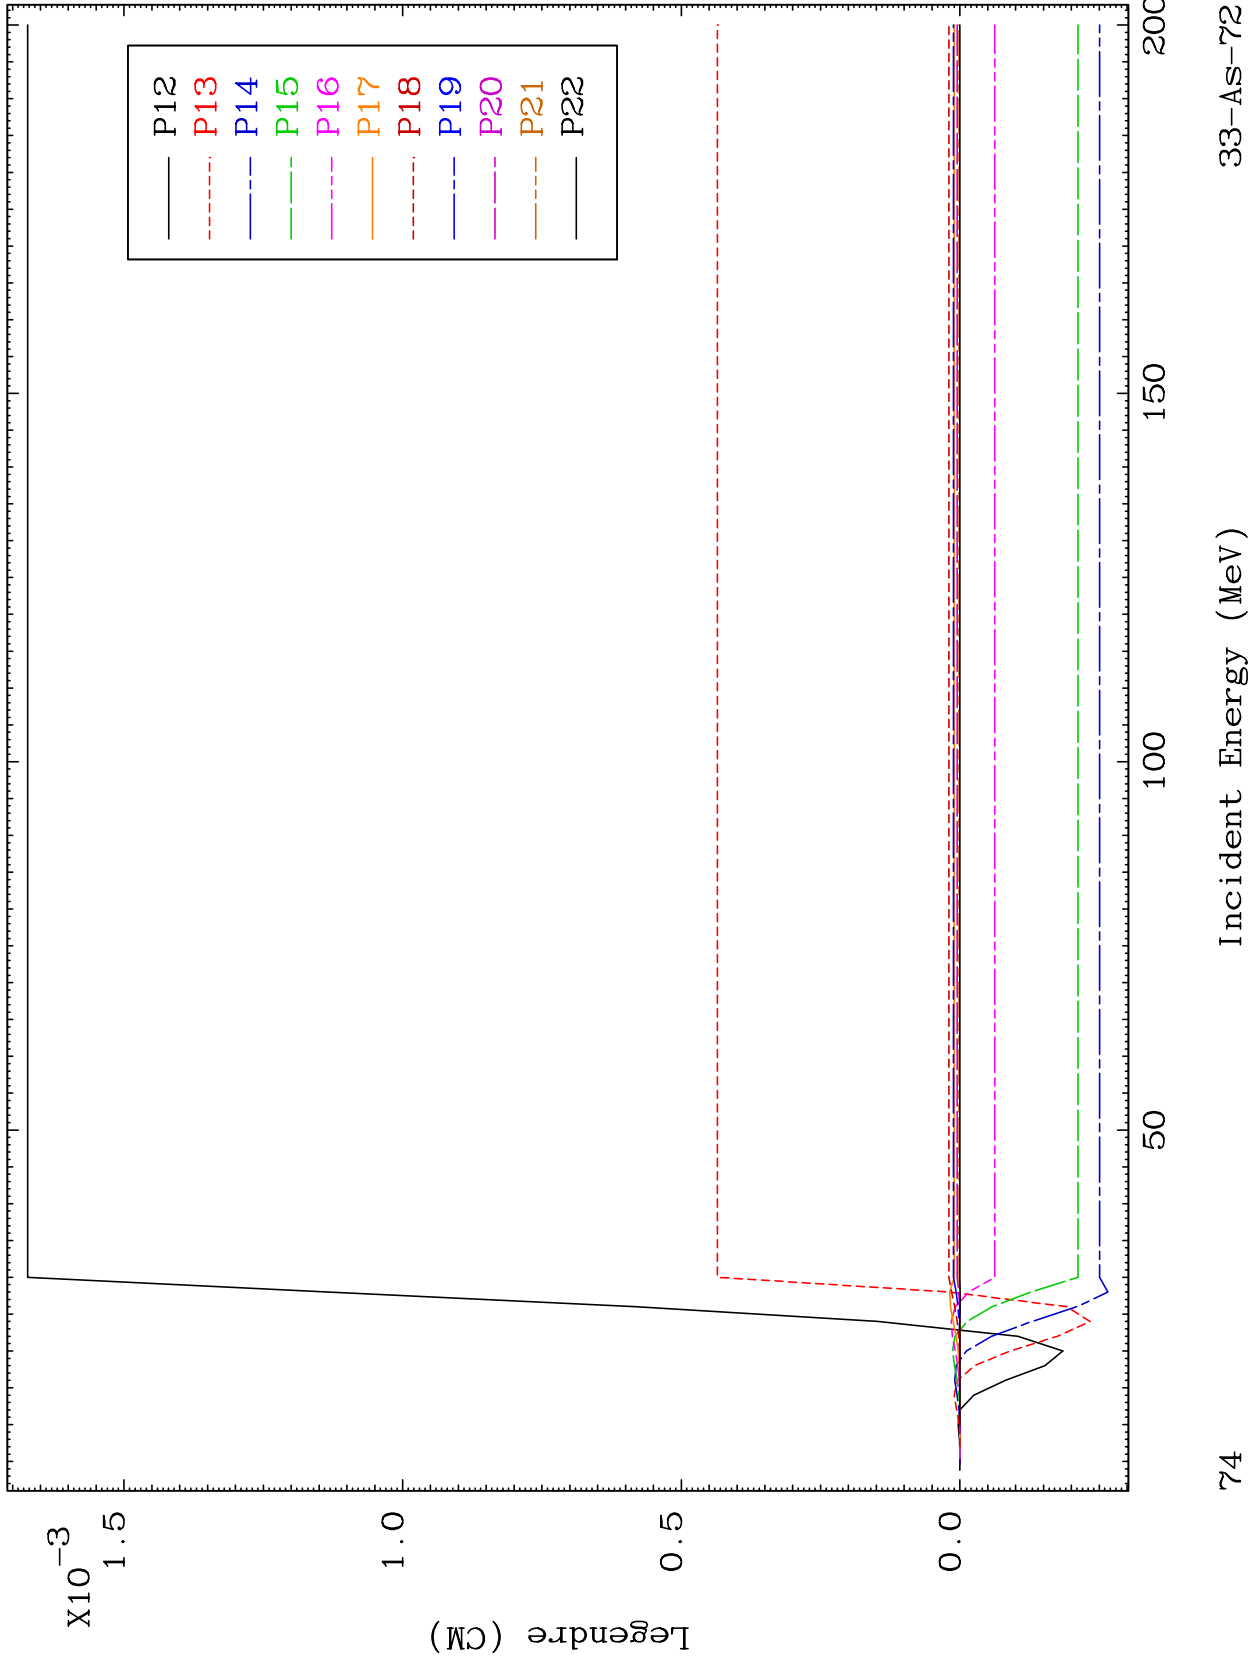 X10-3
1.5
1.0
0.5
0.0
Legendre (CM)
P12
P13
P14
P15
P16
P17
P18
P19
P20
P21
P22
50
100
150
200
Incident Energy (MeV)
74
33-As-72